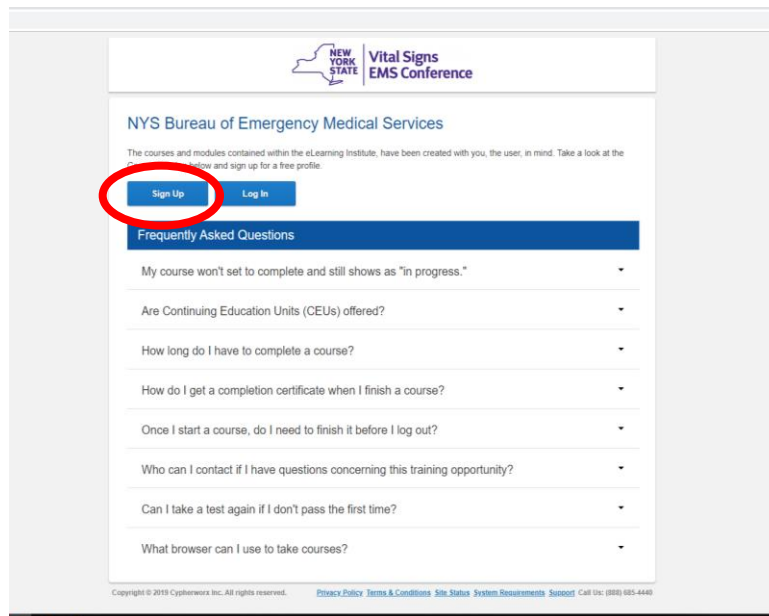 NEW
YORK
STATE
Vital Signs
EMS Conference
NYS Bureau of Emergency Medical Services
The courses and modules contained within the eLearning Institute, have been created with you, the user, in mind. Take a look at the
below and sign up for a free profile.
Sign Up Log In
Frequently Asked Questions
My course won't set to complete and still shows as "in progress."
Are Continuing Education Units (CEUs) offered?
How long do I have to complete a course?
How do I get a completion certificate when I finish a course?
Once I start a course, do I need to finish it before I log out?
Who can I contact if I have questions concerning this training opportunity?
Can I take a test again if I don't pass the first time?
What browser can I use to take courses?
Copyright © 2019 Cypherworx Inc. All rights reserved. Privacy Policy Terms & Conditions Site Status System Requirements Support Call Us: (888) 685-4440